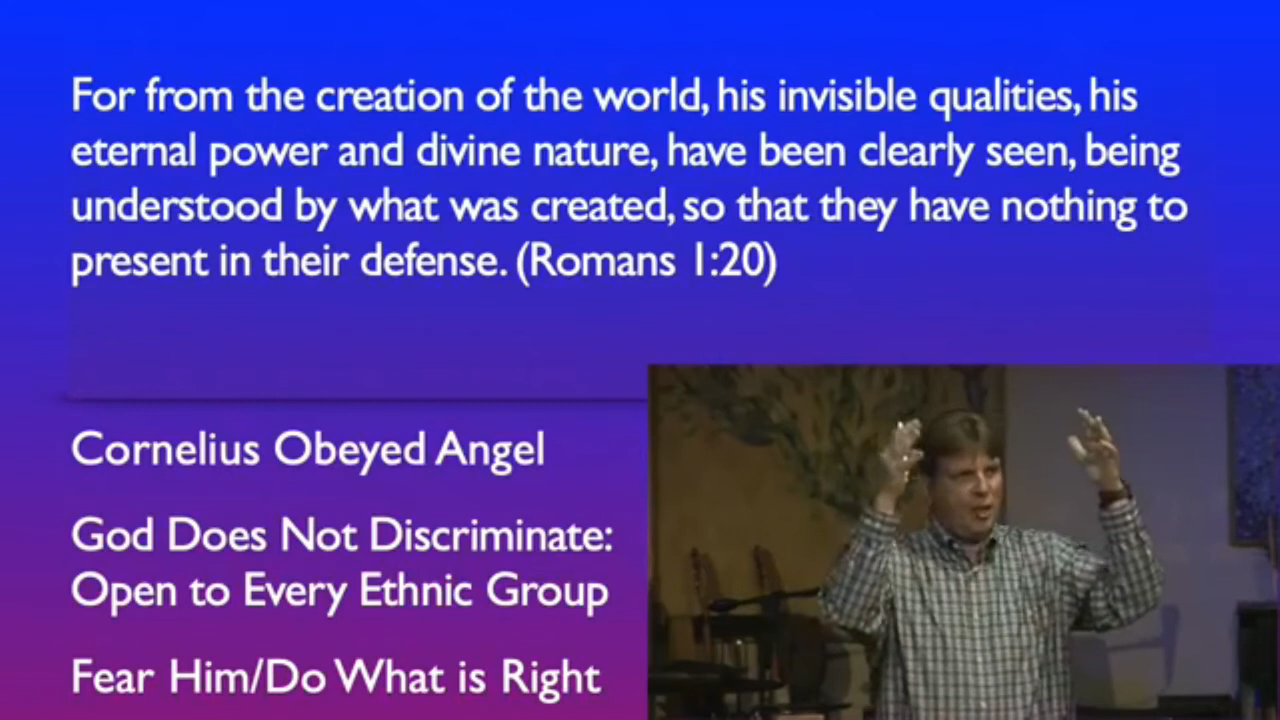 For from the creation of the world, his invisible qualities, his
eternal power and divine nature, have been clearly seen, being
understood by what was created, so that they have nothing to
present in their defense. (Romans 1:20)
Cornelius Obeyed Angel
God Does Not Discriminate:
Open to Every Ethnic Group
Fear Him/Do What is Right